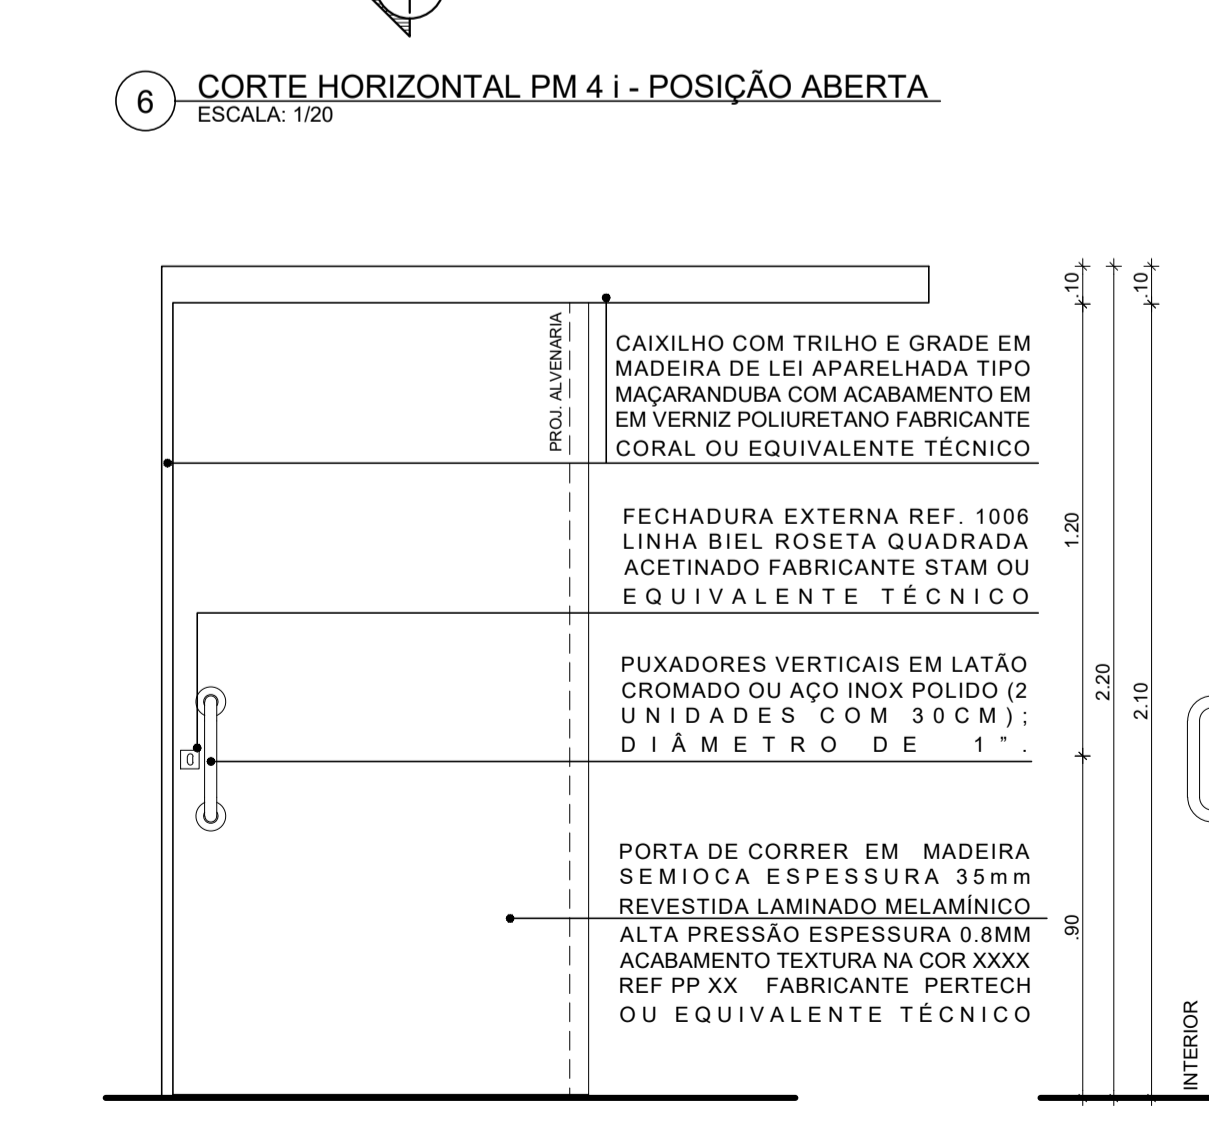 6
CORTE HORIZONTAL PM 4 i - POSIÇÃO ABERTA
ESCALA: 1/20
PROJ. ALVENARIA
CAIXILHO COM TRILHO E GRADE EM
MADEIRA DE LEI APARELHADA TIPO
MAÇARANDUBA COM ACABAMENTO EM
EM VERNIZ POLIURETANO FABRICANTE
CORAL OU EQUIVALENTE TÉCNICO
FECHADURA EXTERNA REF. 1006
LINHA BIEL ROSETA QUADRADA
ACETINADO FABRICANTE STAM OU
EQUIVALENTE TÉCNICO
PUXADORES VERTICAIS EM LATÃO
CROMADO OU AÇO INOX POLIDO (2
UNIDADES COM 30CM);
DIÂMETRO DE 1”.
PORTA DE CORRER EM MADEIRA
SEMIOCA ESPESSURA 35mm
REVESTIDA LAMINADO MELAMÍNICO
ALTA PRESSÃO ESPESSURA 0.8MM
ACABAMENTO TEXTURA NA COR XXXX
REF PP XX FABRICANTE PERTECH
OU EQUIVALENTE TÉCNICO
.10
1.20
.90
2.20
.10
2.10
INTERIOR